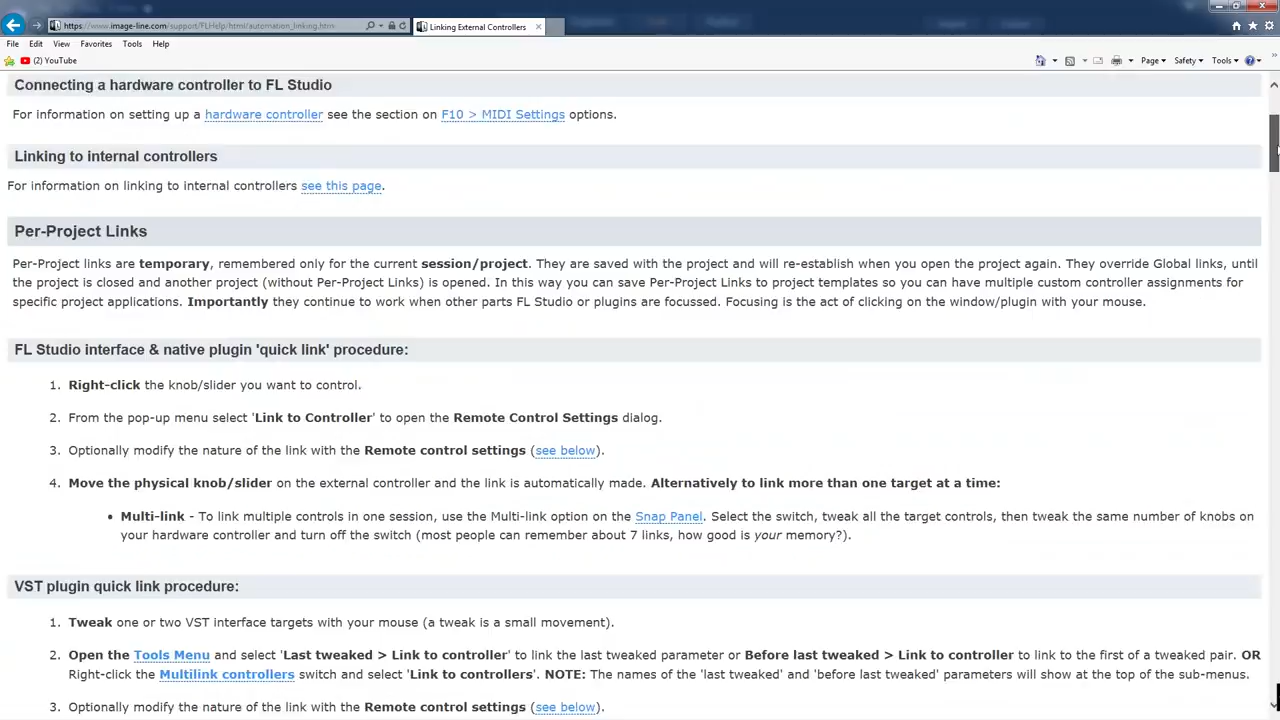 https://www.image-line.com/support/FLHelp/html/automation_linking.htm
Linking External Controllers
File Edit View Favorites Tools Help
(2) YouTube
Page Safety Tools
Connecting a hardware controller to FL Studio
For information on setting up a hardware controller see the section on F10 > MIDI Settings options.
Linking to internal controllers
For information on linking to internal controllers see this page.
Per-Project Links
Per-Project links are temporary, remembered only for the current session/project. They are saved with the project and will re-establish when you open the project again. They override Global links, until
the project is closed and another project (without Per-Project Links) is opened. In this way you can save Per-Project Links to project templates so you can have multiple custom controller assignments for
specific project applications. Importantly they continue to work when other parts FL Studio or plugins are focussed. Focusing is the act of clicking on the window/plugin with your mouse.
FL Studio interface & native plugin 'quick link' procedure:
1. Right-click the knob/slider you want to control.
2. From the pop-up menu select 'Link to Controller' to open the Remote Control Settings dialog.
3. Optionally modify the nature of the link with the Remote control settings (see below).
4. Move the physical knob/slider on the external controller and the link is automatically made. Alternatively to link more than one target at a time:
• Multi-link - To link multiple controls in one session, use the Multi-link option on the Snap Panel. Select the switch, tweak all the target controls, then tweak the same number of knobs on
your hardware controller and turn off the switch (most people can remember about 7 links, how good is your memory?).
VST plugin quick link procedure:
1. Tweak one or two VST interface targets with your mouse (a tweak is a small movement).
2. Open the Tools Menu and select 'Last tweaked > Link to controller' to link the last tweaked parameter or Before last tweaked > Link to controller to link to the first of a tweaked pair. OR
Right-click the Multilink controllers switch and select 'Link to controllers'. NOTE: The names of the 'last tweaked' and 'before last tweaked' parameters will show at the top of the sub-menus.
3. Optionally modify the nature of the link with the Remote control settings (see below).